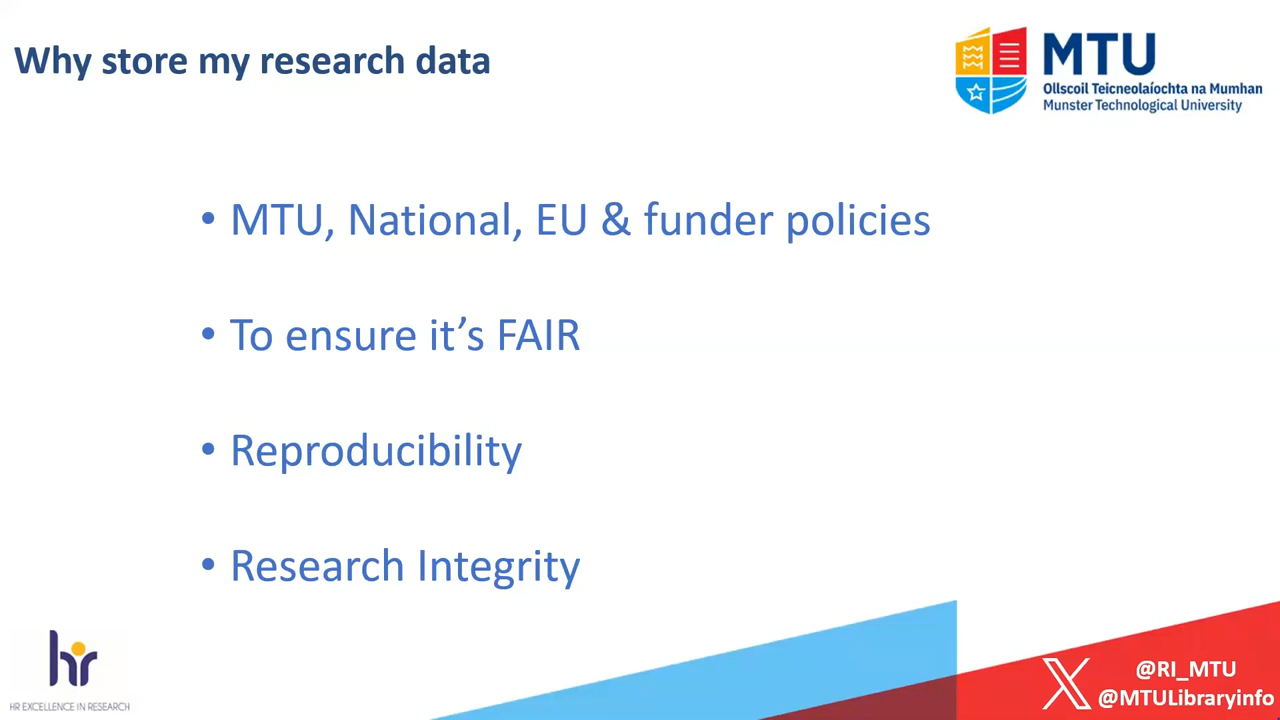 Why store my research data
MTU
Ollscoil Teicneolaíochta na Mumhan
Munster Technological University
• MTU, National, EU & funder policies
• To ensure it’s FAIR
• Reproducibility
• Research Integrity
hr
HR EXCELLENCE IN RESEARCH
@RI_MTU
@MTULibraryinfo